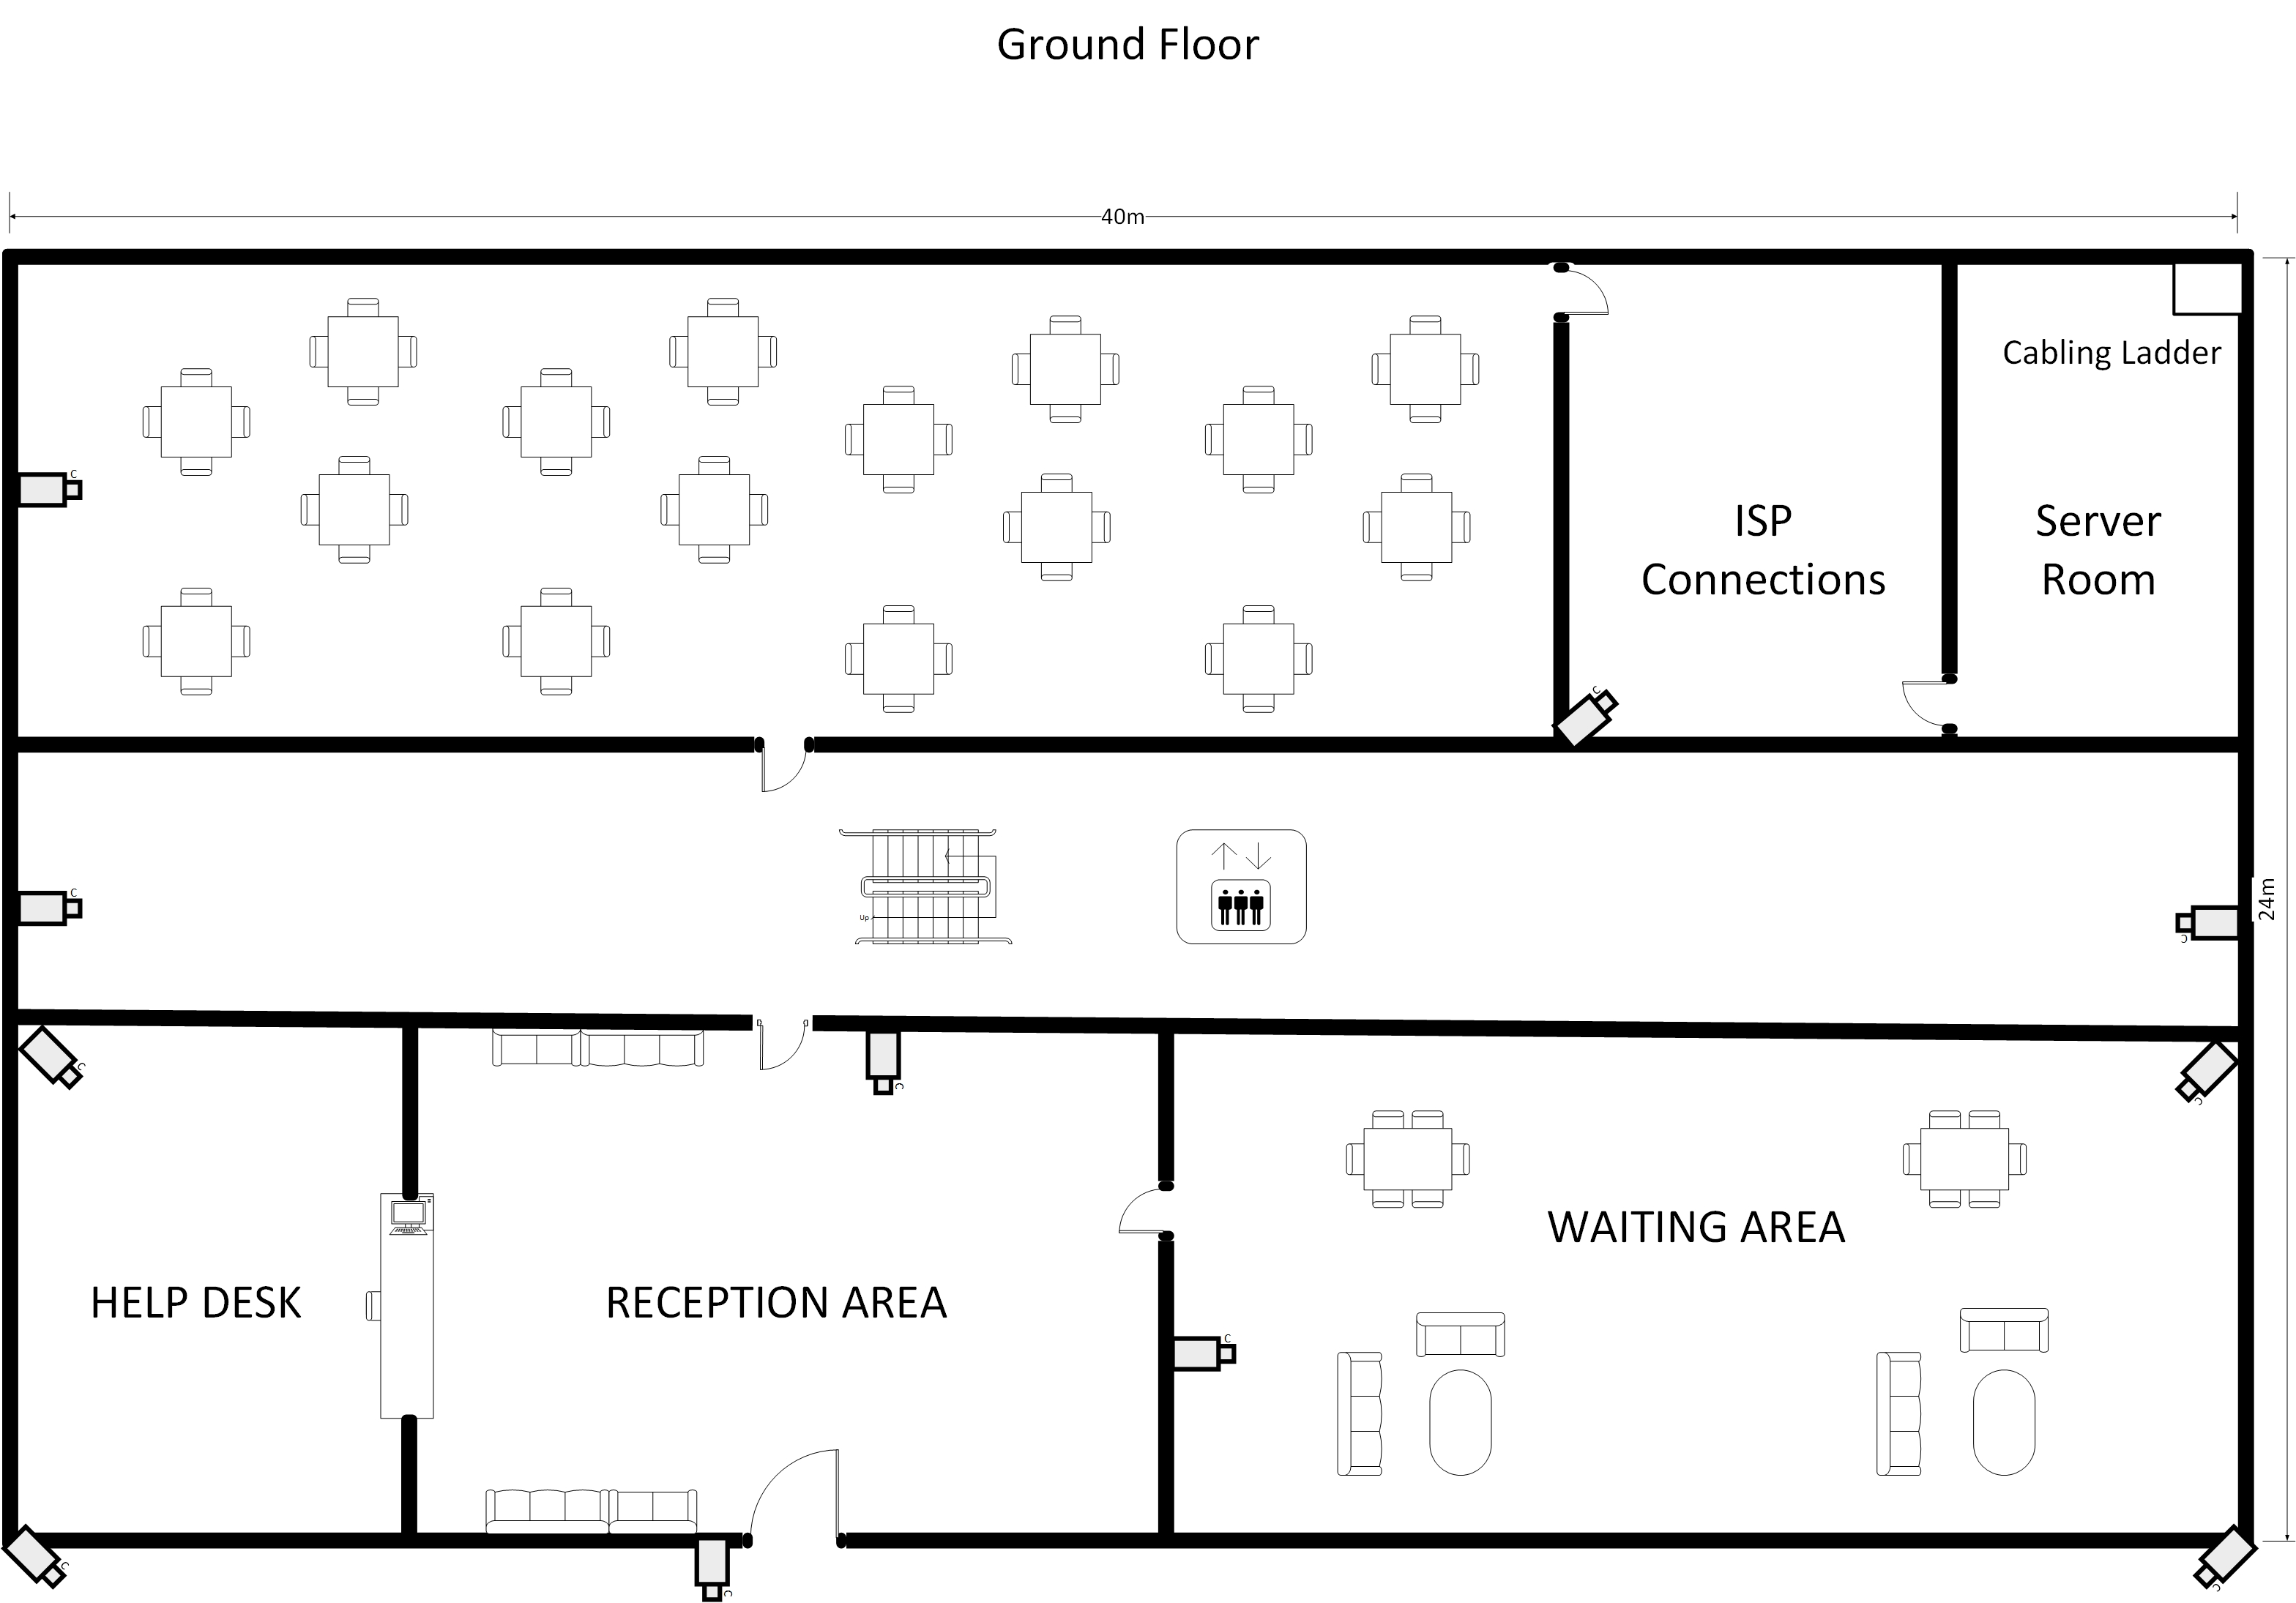 Ground Floor
40m
Cabling Ladder
C
ISP
Connections
Server
Room
C
Up
24m
C
C
C
C
C
HELP DESK
RECEPTION AREA
WAITING AREA
C
C
C
C